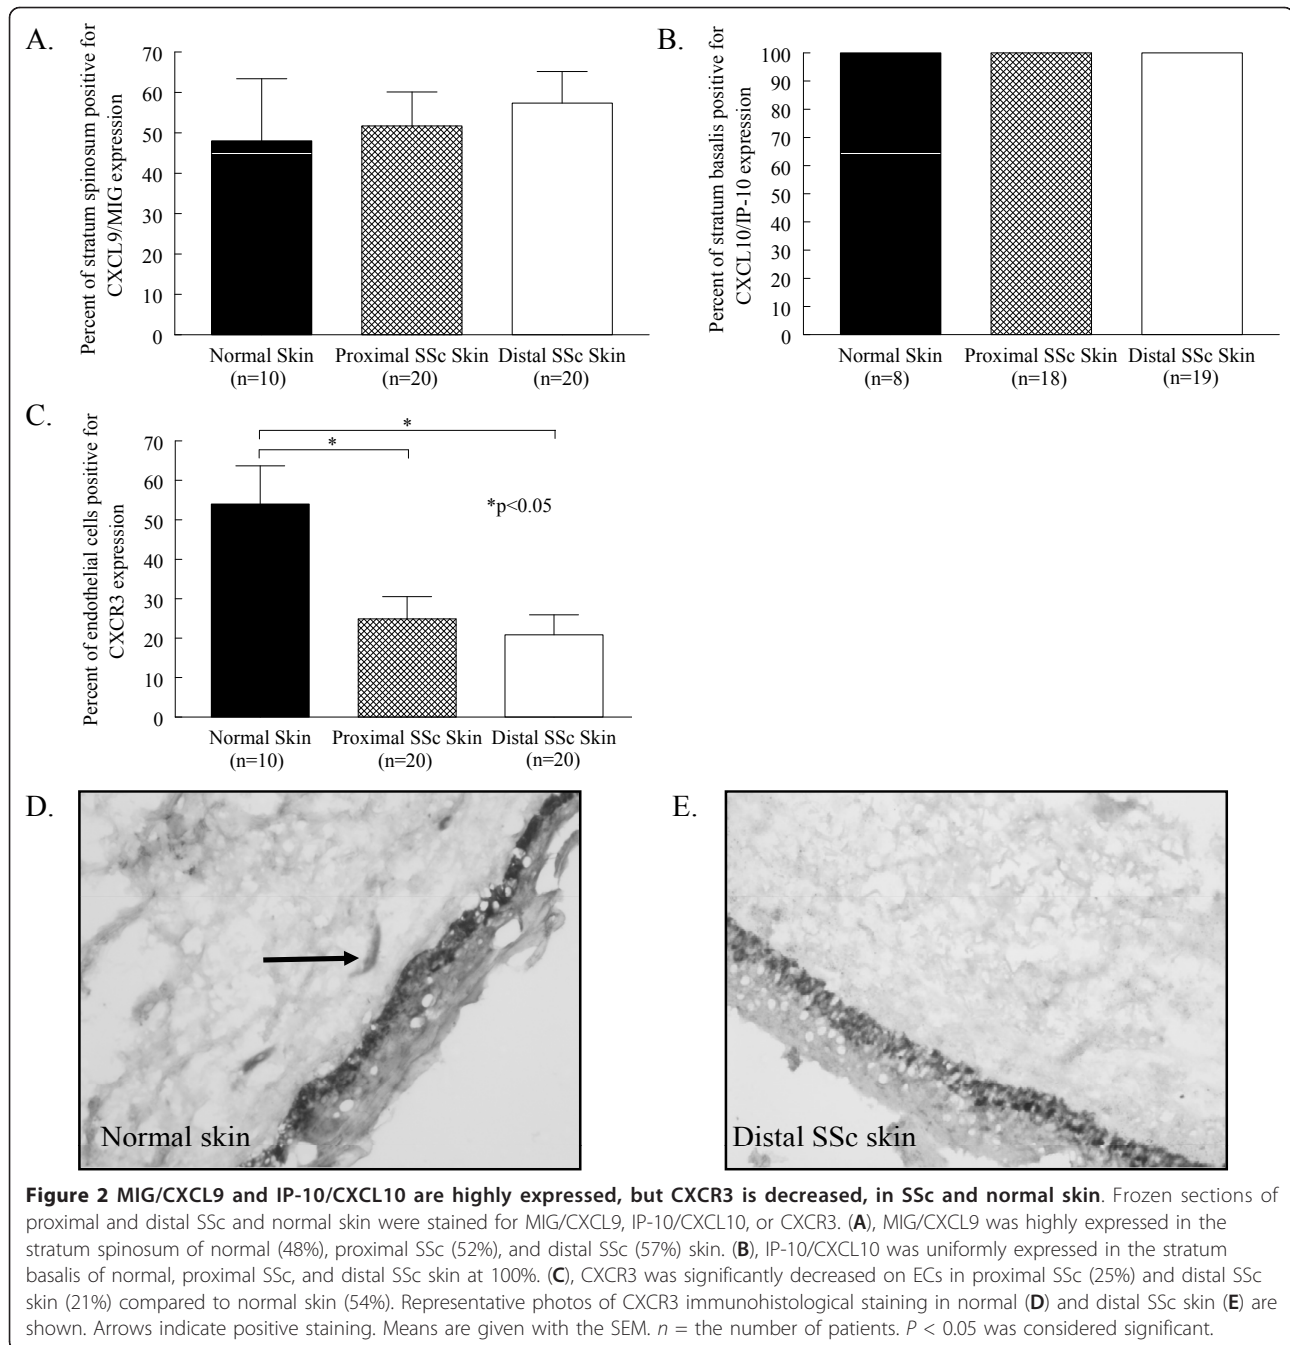 A.
Percent of stratum spinosum positive for
CXCL9/MIG expression
70
60
50
40
30
20
10
0
Normal Skin
(n=10)
Proximal SSc Skin
(n=20)
Distal SSc Skin
(n=20)
B.
Percent of stratum basalis positive for
CXCL10/IP-10 expression
100
90
80
70
60
50
40
30
20
10
0
Normal Skin
(n=8)
Proximal SSc Skin
(n=18)
Distal SSc Skin
(n=19)
C.
Percent of endothelial cells positive for
CXCR3 expression
70
60
50
40
30
20
10
0
*
*
*p<0.05
Normal Skin
(n=10)
Proximal SSc Skin
(n=20)
Distal SSc Skin
(n=20)
D.
Normal skin
E.
Distal SSc skin
Figure 2 MIG/CXCL9 and IP-10/CXCL10 are highly expressed, but CXCR3 is decreased, in SSc and normal skin. Frozen sections of
proximal and distal SSc and normal skin were stained for MIG/CXCL9, IP-10/CXCL10, or CXCR3. (A), MIG/CXCL9 was highly expressed in the
stratum spinosum of normal (48%), proximal SSc (52%), and distal SSc (57%) skin. (B), IP-10/CXCL10 was uniformly expressed in the stratum
basalis of normal, proximal SSc, and distal SSc skin at 100%. (C), CXCR3 was significantly decreased on ECs in proximal SSc (25%) and distal SSc
skin (21%) compared to normal skin (54%). Representative photos of CXCR3 immunohistological staining in normal (D) and distal SSc skin (E) are
shown. Arrows indicate positive staining. Means are given with the SEM. n = the number of patients. P < 0.05 was considered significant.